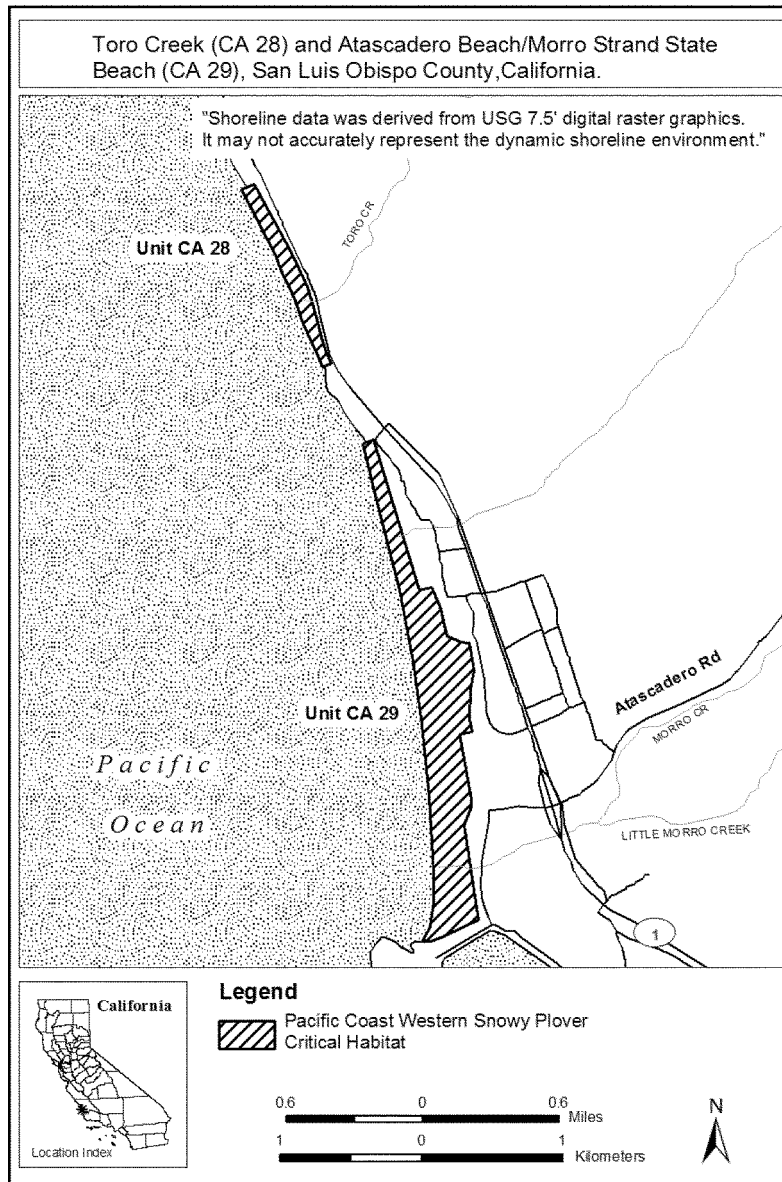 Toro Creek (CA 28) and Atascadero Beach/Morro Strand State
Beach (CA 29), San Luis Obispo County,California.
"Shoreline data was derived from USG 7.5' digital raster graphics.
It may not accurately represent the dynamic shoreline environment."
TORO CR
Unit CA 28
Unit CA 29
Atascadero Rd
MORRO CR
Pacific
Ocean
LITTLE MORRO CREEK
1
California
Location Index
Legend
Pacific Coast Western Snowy Plover
Critical Habitat
0.6 0 0.6
Miles
1 0 1
Kilometers
N